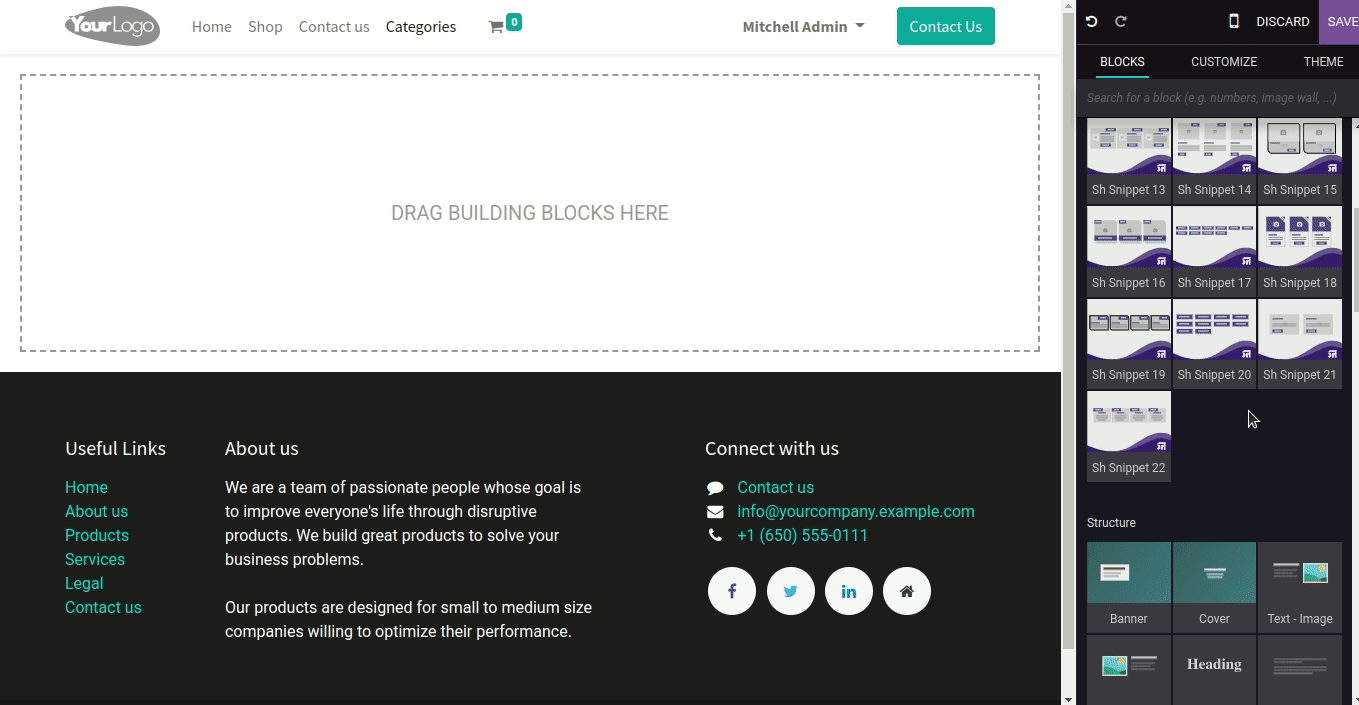 YourLogo
Home Shop Contact us Categories 0 Mitchell Admin Contact Us
DRAG BUILDING BLOCKS HERE
Useful Links
Home
About us
Products
Services
Legal
Contact us
About us
We are a team of passionate people whose goal is
to improve everyone's life through disruptive
products. We build great products to solve your
business problems.
Our products are designed for small to medium size
companies willing to optimize their performance.
Connect with us
Contact us
info@yourcompany.example.com
+1 (650) 555-0111
DISCARD SAVE
BLOCKS CUSTOMIZE THEME
Search for a block (e.g. numbers, image wall, ...)
Sh Snippet 13 Sh Snippet 14 Sh Snippet 15
Sh Snippet 16 Sh Snippet 17 Sh Snippet 18
Sh Snippet 19 Sh Snippet 20 Sh Snippet 21
Sh Snippet 22
Structure
Banner Cover Text - Image
Heading